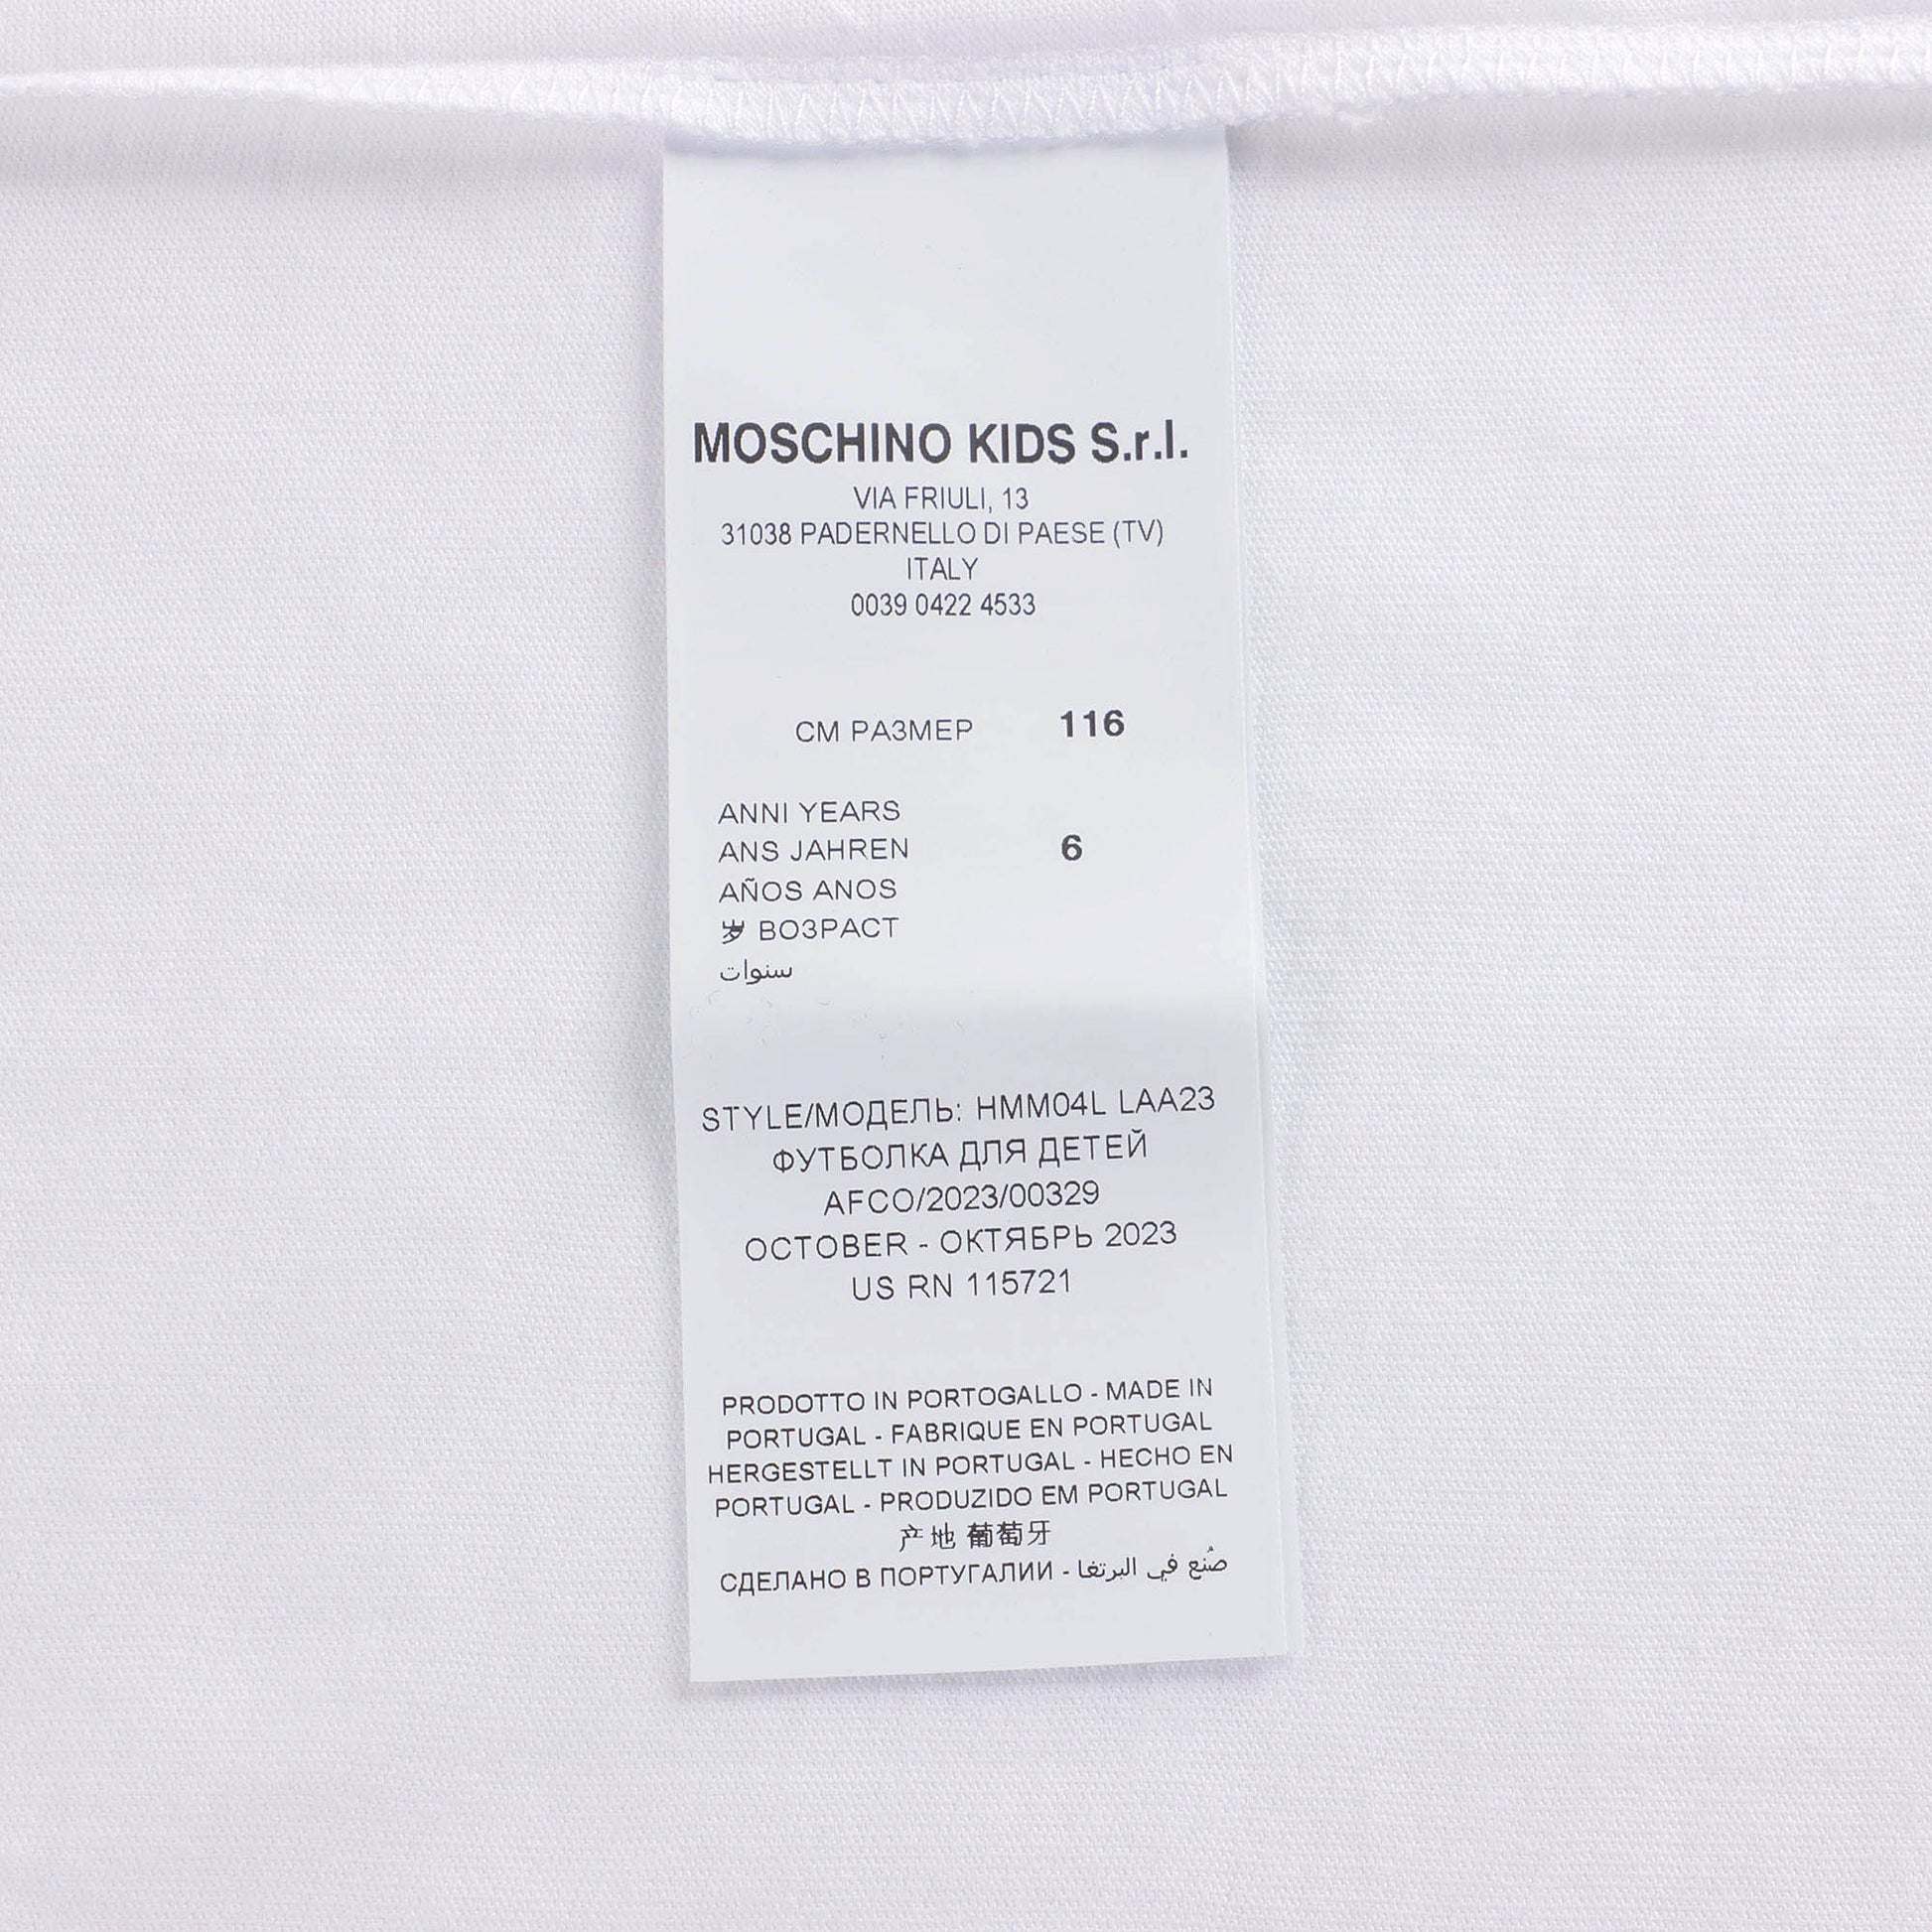 MOSCHINO KIDS S.r.l.
VIA FRIULI, 13
31038 PADERNELLO DI PAESE (TV)
ITALY
0039 0422 4533
СМ РАЗМЕР 116
ANNI YEARS
ANS JAHREN 6
AÑOS ANOS
岁 ВОЗРАСТ
سنوات
STYLE/МОДЕЛЬ: HMM04L LAA23
ФУТБОЛКА ДЛЯ ДЕТЕЙ
AFCO/2023/00329
OCTOBER - ОКТЯБРЬ 2023
US RN 115721
PRODOTTO IN PORTOGALLO - MADE IN
PORTUGAL - FABRIQUE EN PORTUGAL
HERGESTELLT IN PORTUGAL - HECHO EN
PORTUGAL - PRODUZIDO EM PORTUGAL
产地 葡萄牙
СДЕЛАНО В ПОРТУГАЛИИ - صُنع في البرتغا